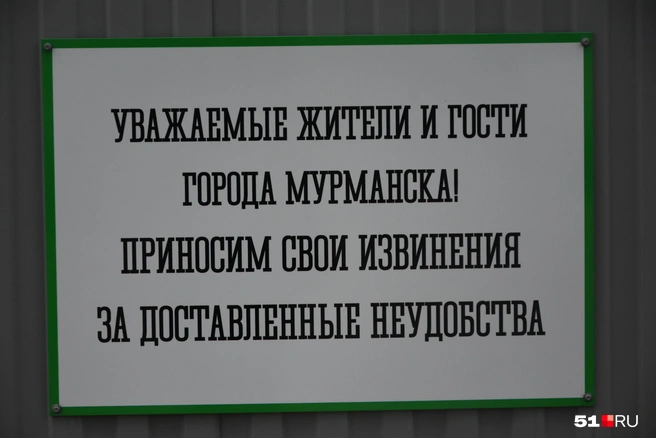 УВАЖАЕМЫЕ ЖИТЕЛИ И ГОСТИ
ГОРОДА МУРМАНСКА!
ПРИНОСИМ СВОИ ИЗВИНЕНИЯ
ЗА ДОСТАВЛЕННЫЕ НЕУДОБСТВА
51 RU